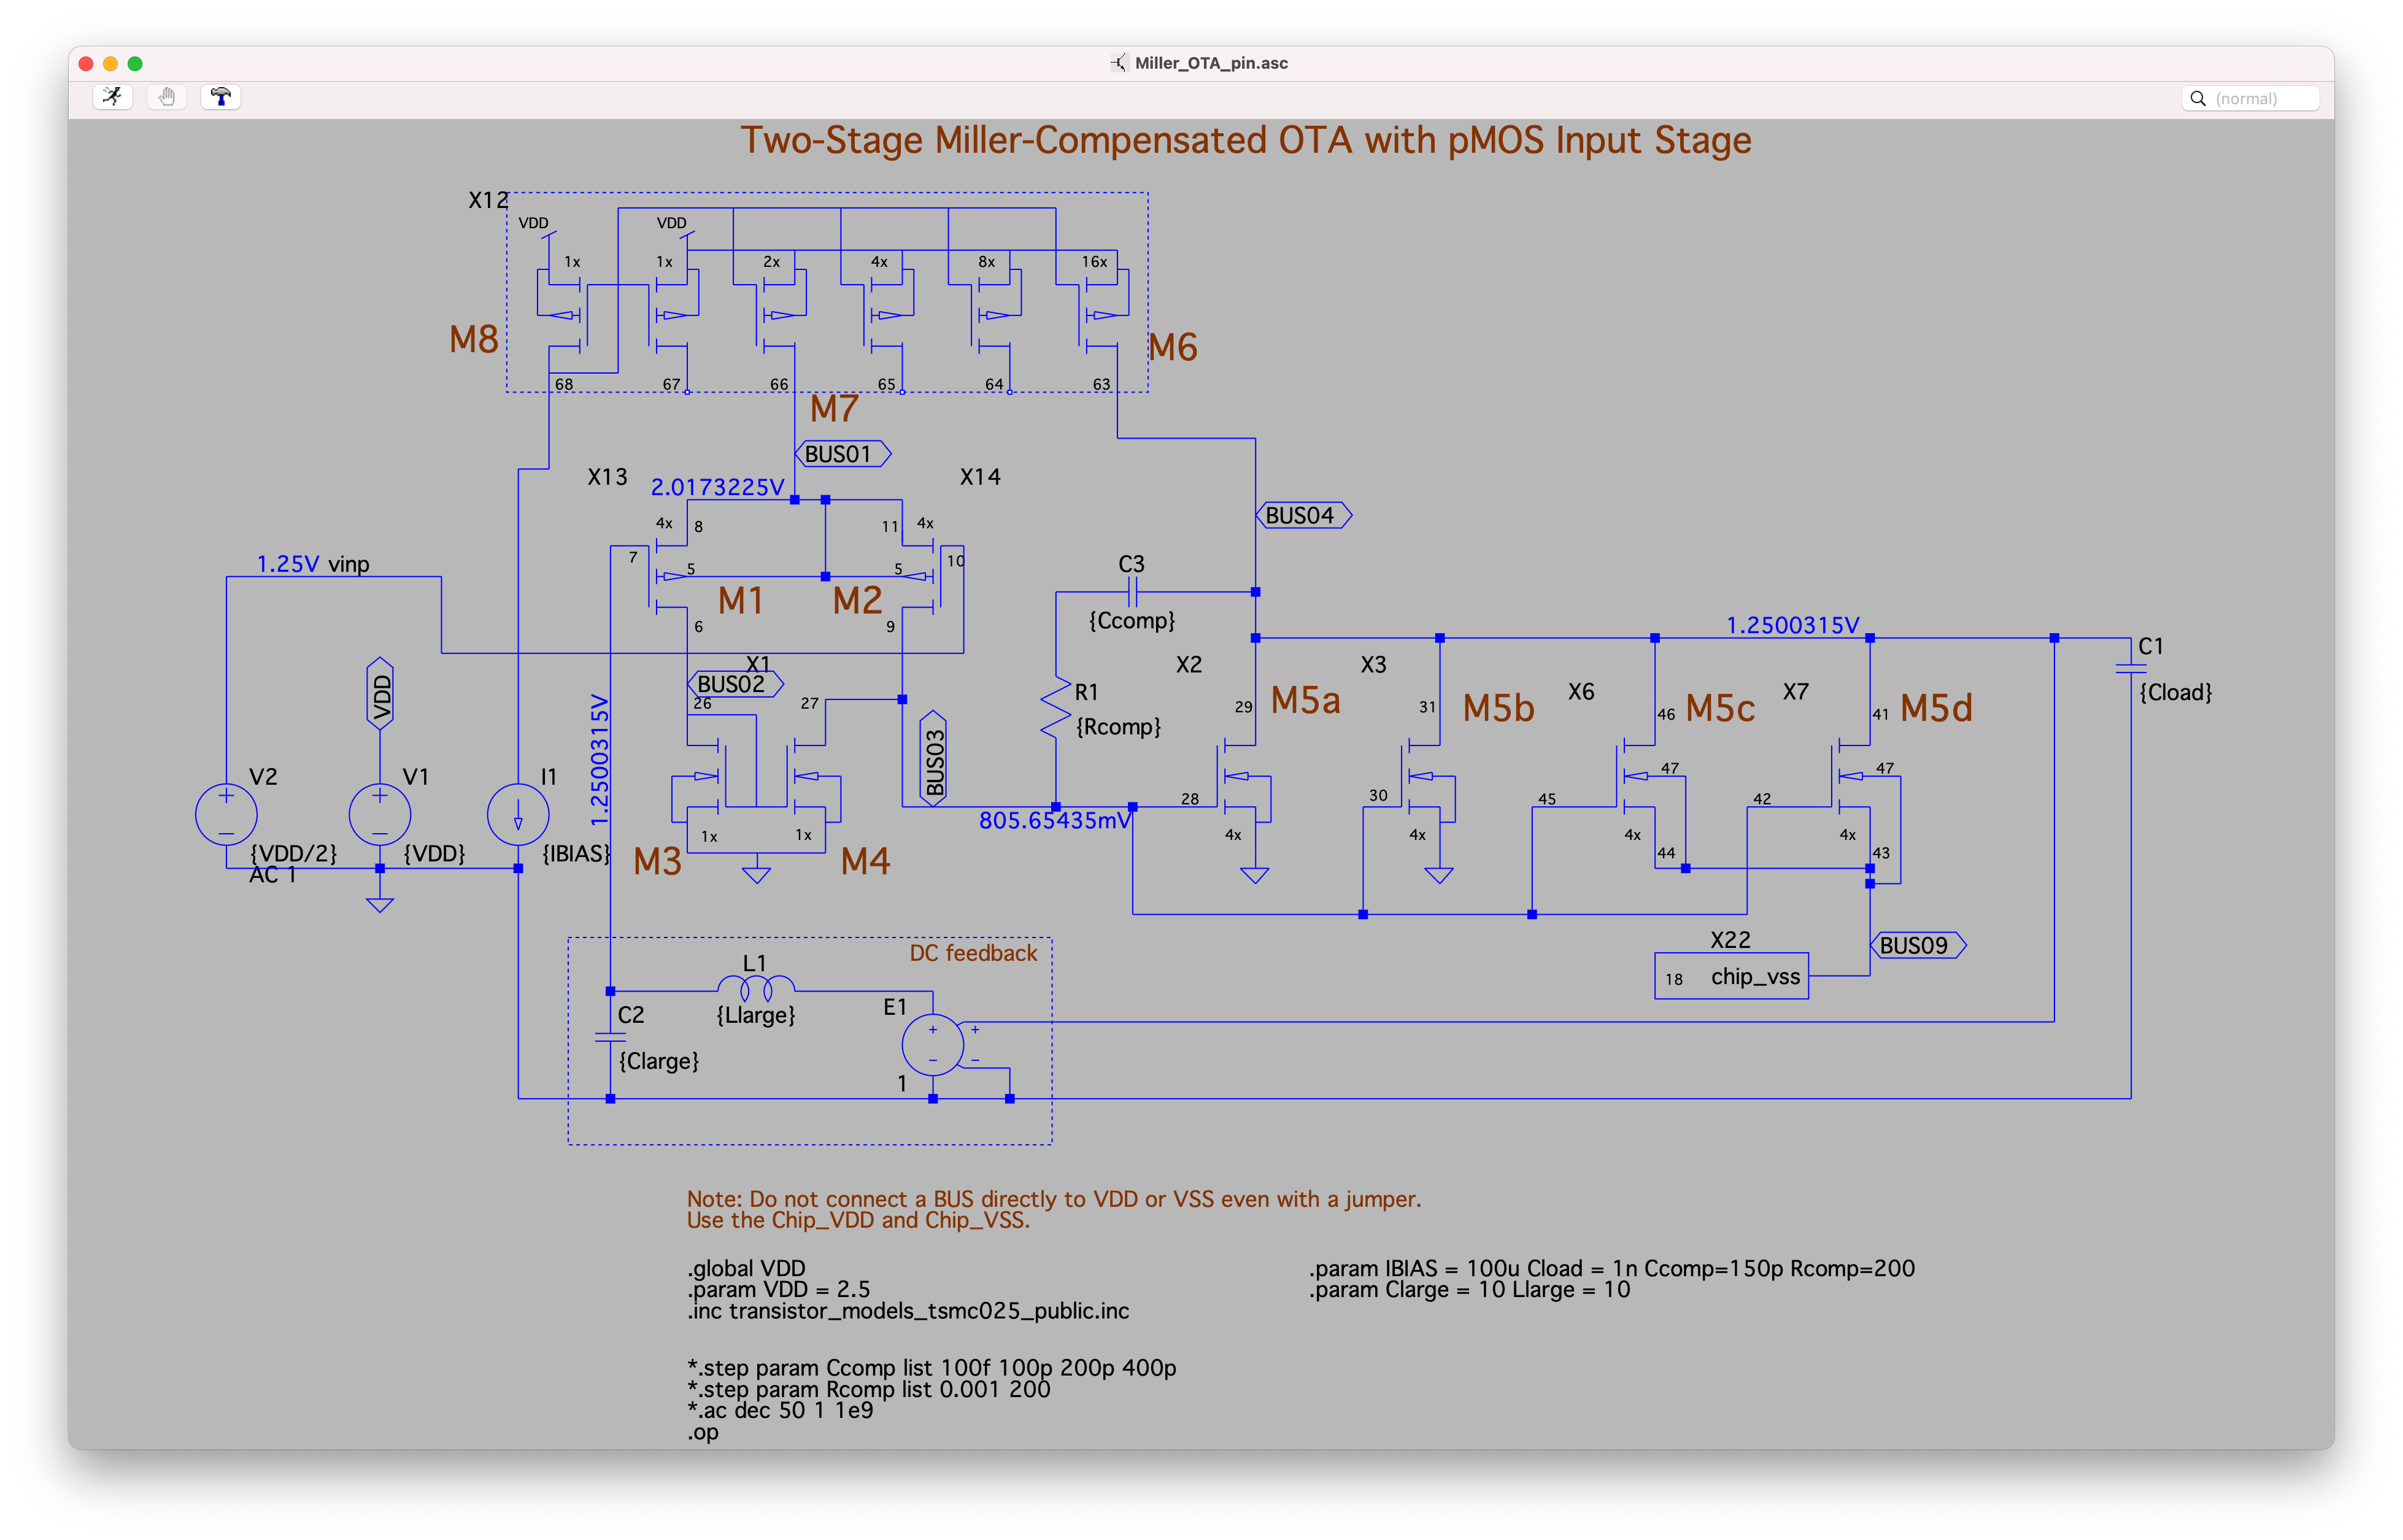 Miller_OTA_pin.asc
(normal)
Two-Stage Miller-Compensated OTA with pMOS Input Stage
X12
VDD VDD
1x 1x 2x 4x 8x 16x
M8 M6
68 67 66 65 64 63
M7
BUS01
X13 X14
2.0173225V
BUS04
4x 8 11 4x
7 10
1.25V vinp
5 5
C3
M1 M2
{Ccomp}
6 9
1.2500315V
C1
X1 X2 X3
BUS02
VDD
R1
X6 X7
{Cload}
26 27 29 M5a 31 M5b 46 M5c 41 M5d
{Rcomp}
1.2500315V
BUS03
V2 V1 I1
47 47
28 30 45 42
805.65435mV
1x 1x 4x 4x 4x 4x
{VDD/2} {VDD} {IBIAS}
M3 M4
44 43
AC 1
DC feedback
X22
BUS09
L1
18 chip_vss
C2 {Llarge} E1
+ +
{Clarge}
− −
1
Note: Do not connect a BUS directly to VDD or VSS even with a jumper.
Use the Chip_VDD and Chip_VSS.
.global VDD
.param VDD = 2.5
.inc transistor_models_tsmc025_public.inc
.param IBIAS = 100u Cload = 1n Ccomp=150p Rcomp=200
.param Clarge = 10 Llarge = 10
*.step param Ccomp list 100f 100p 200p 400p
*.step param Rcomp list 0.001 200
*.ac dec 50 1 1e9
.op